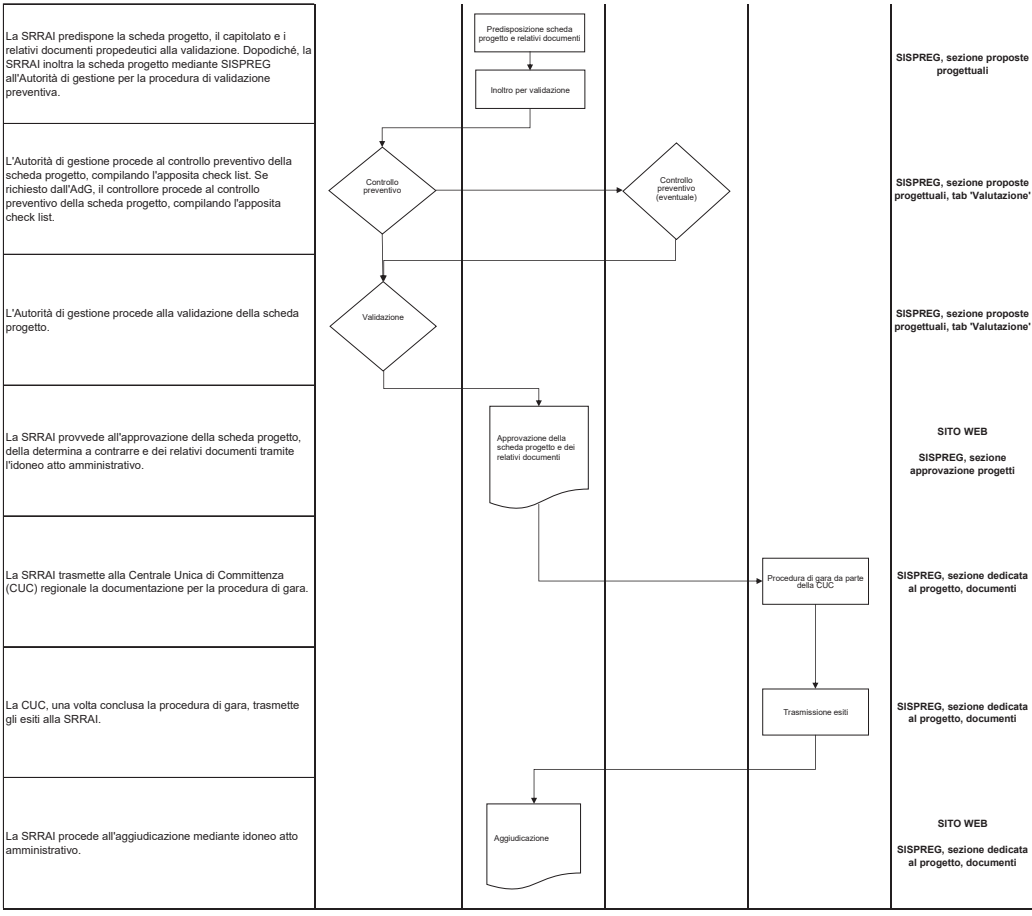 La SRRAI predispone la scheda progetto, il capitolato e i
relativi documenti propedeutici alla validazione. Dopodiché, la
SRRAI inoltra la scheda progetto mediante SISPREG
all'Autorità di gestione per la procedura di validazione
preventiva.
Predisposizione scheda
progetto e relativi documenti
Inoltro per validazione
SISPREG, sezione proposte
progettuali
L'Autorità di gestione procede al controllo preventivo della
scheda progetto, compilando l'apposita check list. Se
richiesto dall'AdG, il controllore procede al controllo
preventivo della scheda progetto, compilando l'apposita
check list.
Controllo
preventivo
Controllo
preventivo
(eventuale)
SISPREG, sezione proposte
progettuali, tab 'Valutazione'
L'Autorità di gestione procede alla validazione della scheda
progetto.
Validazione
SISPREG, sezione proposte
progettuali, tab 'Valutazione'
La SRRAI provvede all'approvazione della scheda progetto,
della determina a contrarre e dei relativi documenti tramite
l'idoneo atto amministrativo.
Approvazione della
scheda progetto e dei
relativi documenti
SITO WEB
SISPREG, sezione
approvazione progetti
La SRRAI trasmette alla Centrale Unica di Committenza
(CUC) regionale la documentazione per la procedura di gara.
Procedura di gara da parte
della CUC
SISPREG, sezione dedicata
al progetto, documenti
La CUC, una volta conclusa la procedura di gara, trasmette
gli esiti alla SRRAI.
Trasmissione esiti
SISPREG, sezione dedicata
al progetto, documenti
La SRRAI procede all'aggiudicazione mediante idoneo atto
amministrativo.
Aggiudicazione
SITO WEB
SISPREG, sezione dedicata
al progetto, documenti